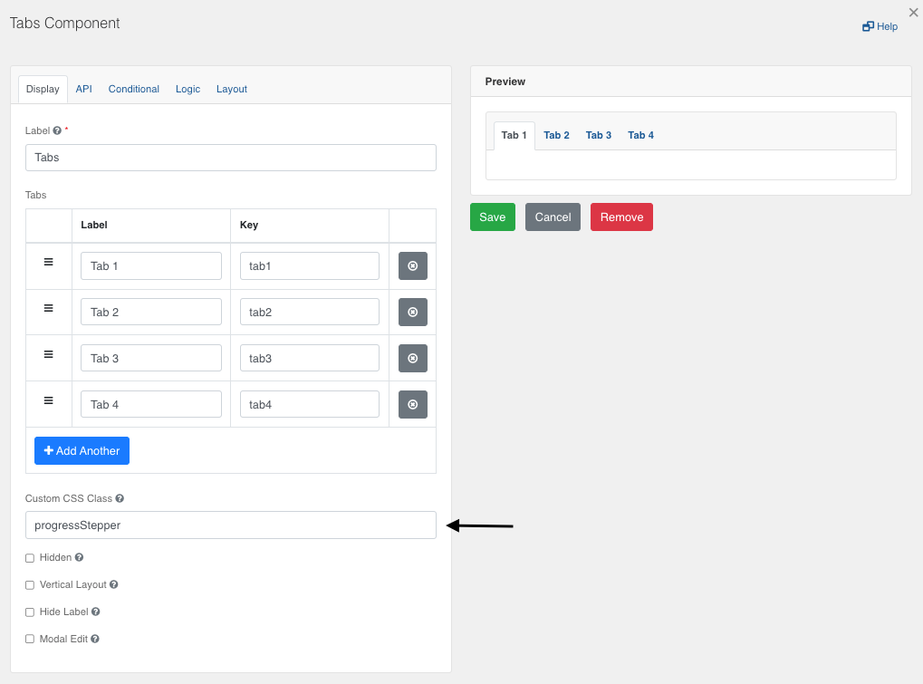 Tabs Component
Help
Display API Conditional Logic Layout
Label *
Tabs
Tabs
Label Key
Tab 1 tab1
Tab 2 tab2
Tab 3 tab3
Tab 4 tab4
Add Another
Custom CSS Class
progressStepper
Hidden
Vertical Layout
Hide Label
Modal Edit
Preview
Tab 1 Tab 2 Tab 3 Tab 4
Save Cancel Remove